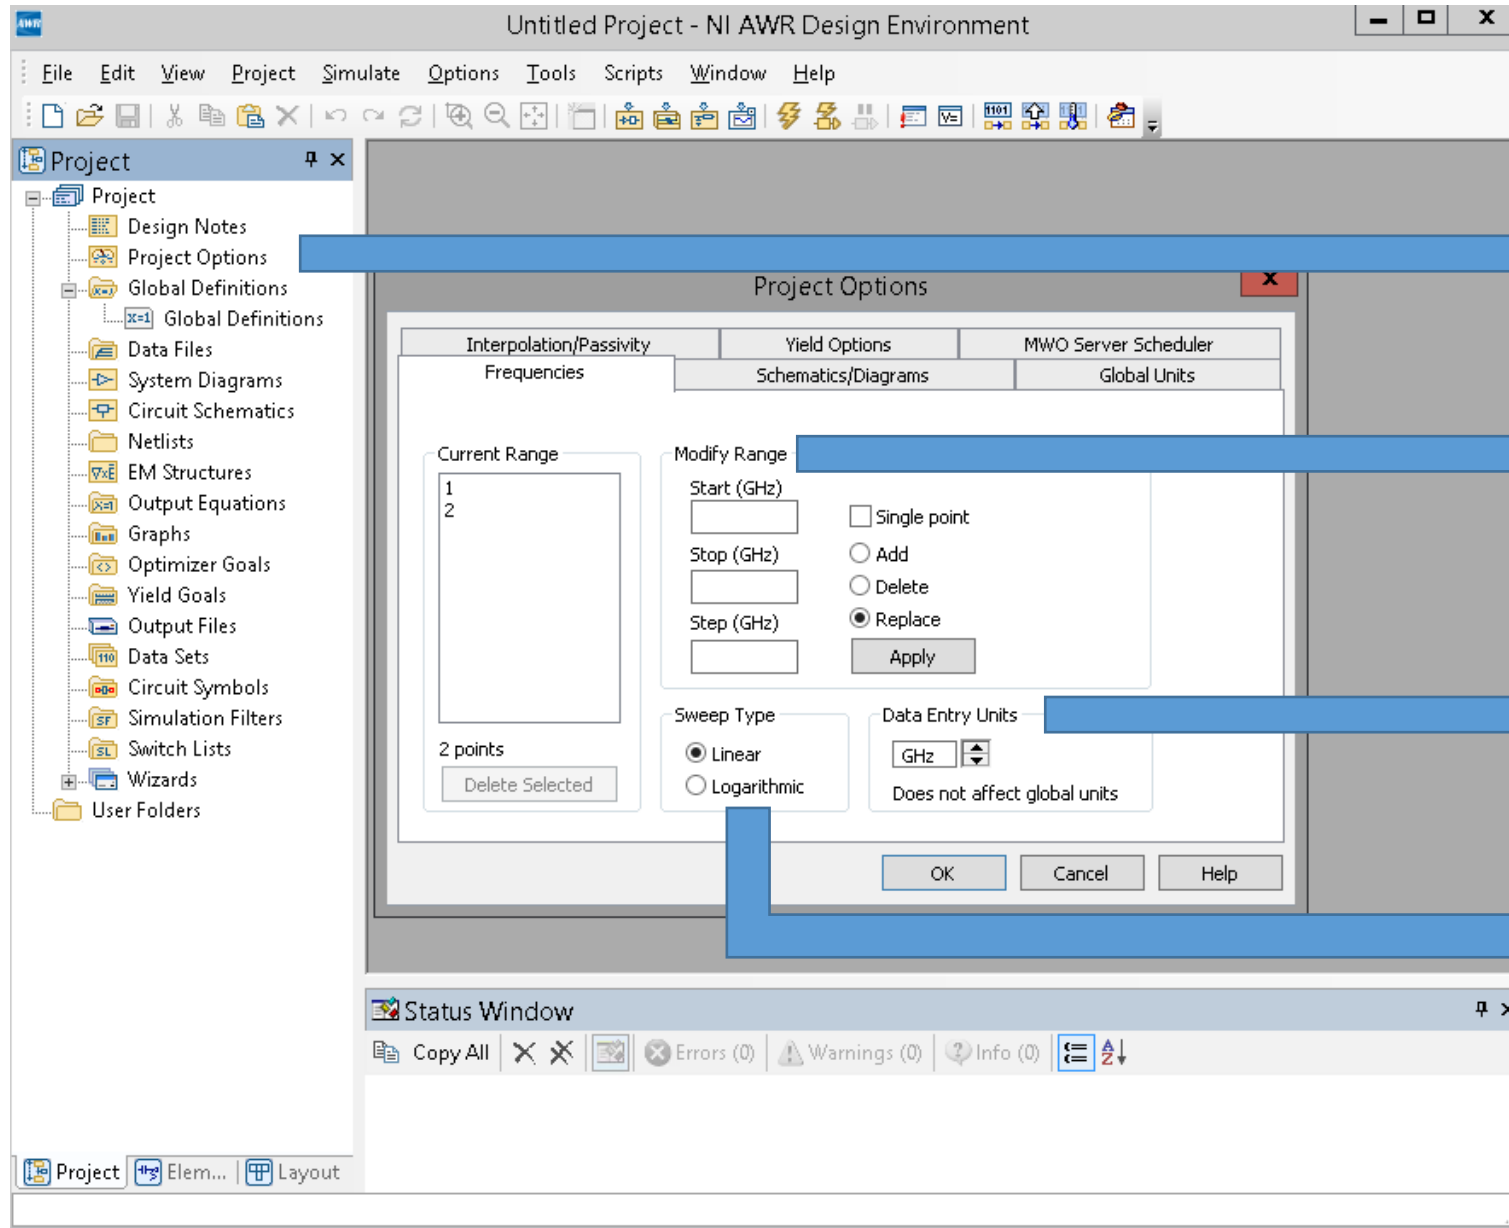 AWR Untitled Project - NI AWR Design Environment
File Edit View Project Simulate Options Tools Scripts Window Help
Project
Project
Design Notes
Project Options
Global Definitions
X=1 Global Definitions
Data Files
System Diagrams
Circuit Schematics
Netlists
EM Structures
Output Equations
Graphs
Optimizer Goals
Yield Goals
Output Files
110 Data Sets
Circuit Symbols
SF Simulation Filters
SL Switch Lists
Wizards
User Folders
Project Elem... Layout
Project Options
Interpolation/Passivity Yield Options MWO Server Scheduler
Frequencies Schematics/Diagrams Global Units
Current Range
1
2
2 points
Delete Selected
Modify Range
Start (GHz)
Single point
Stop (GHz) Add
Delete
Step (GHz) Replace
Apply
Sweep Type
Linear
Logarithmic
Data Entry Units
GHz
Does not affect global units
OK Cancel Help
Status Window
Copy All Errors (0) Warnings (0) Info (0)